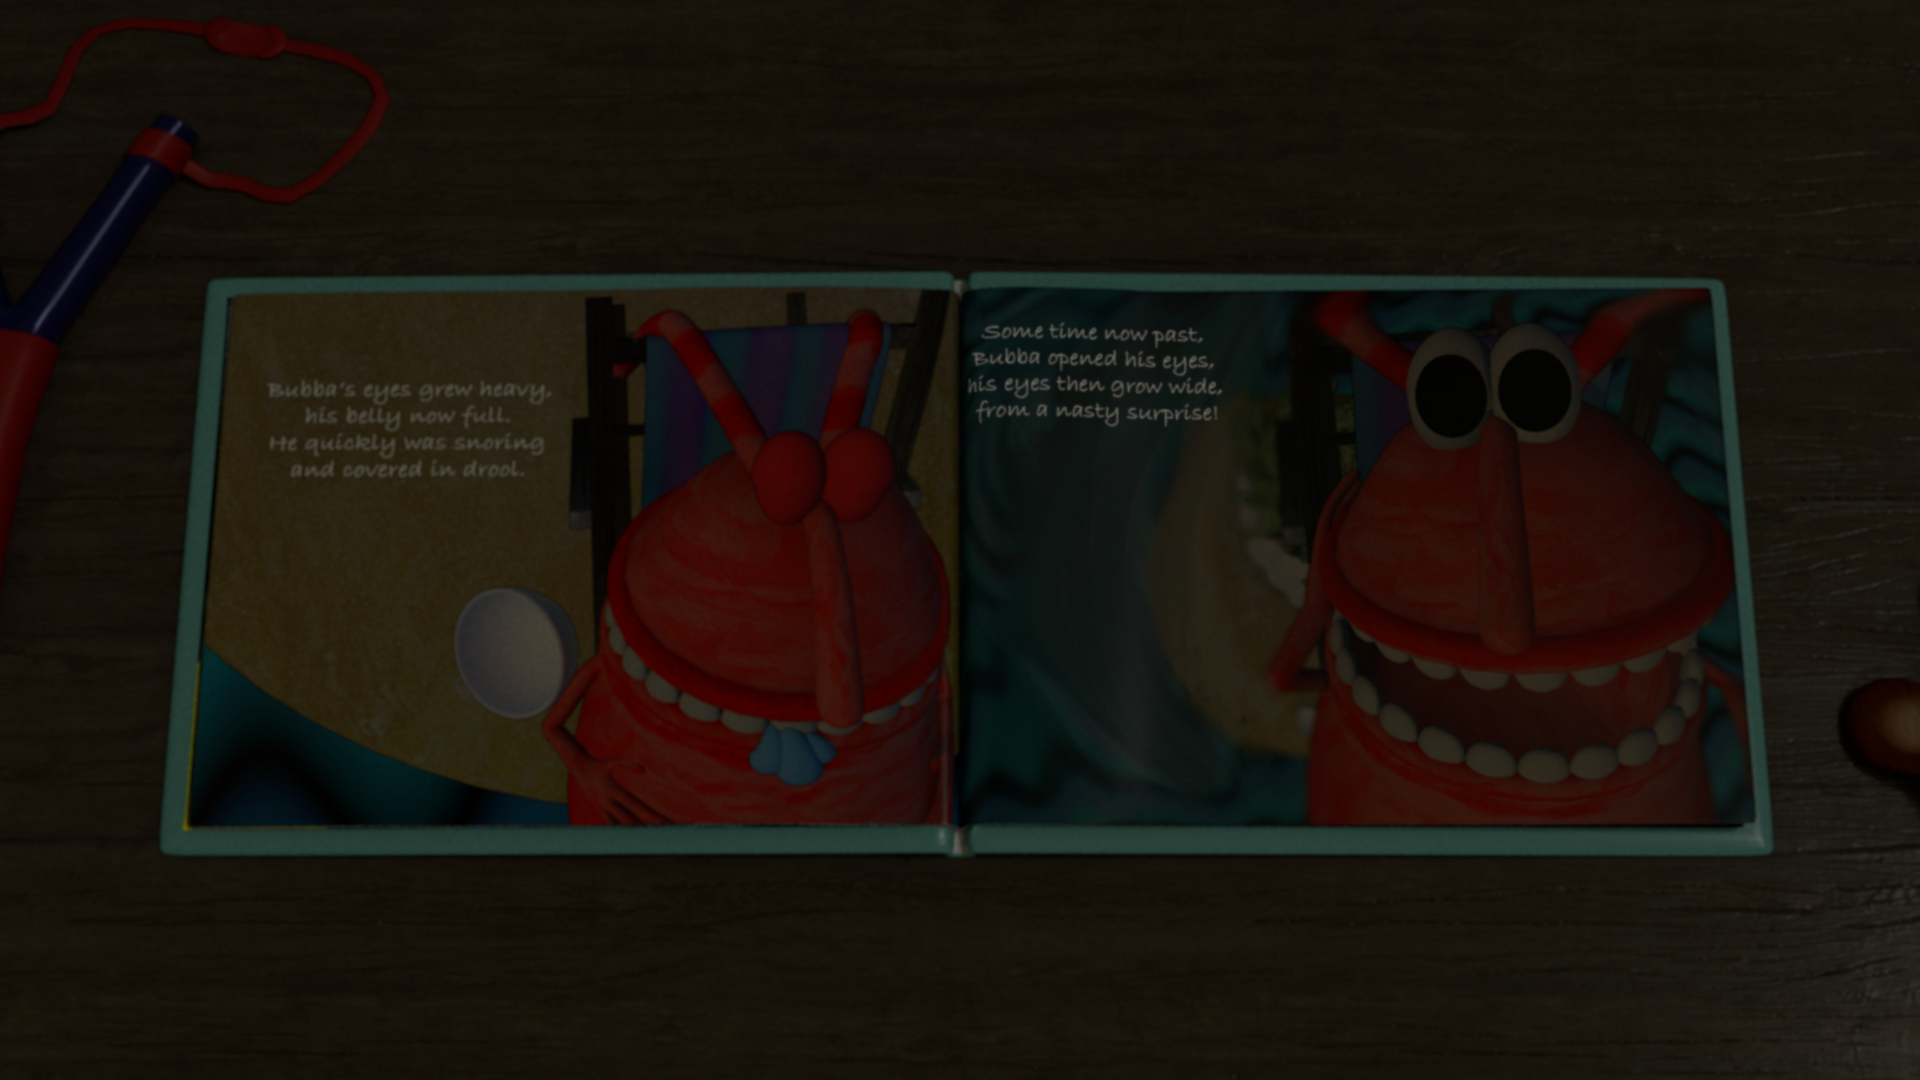 Bubba's eyes grew heavy,
his belly now full.
He quickly was snoring
and covered in drool.
Some time now past,
Bubba opened his eyes,
his eyes then grow wide,
from a nasty surprise!